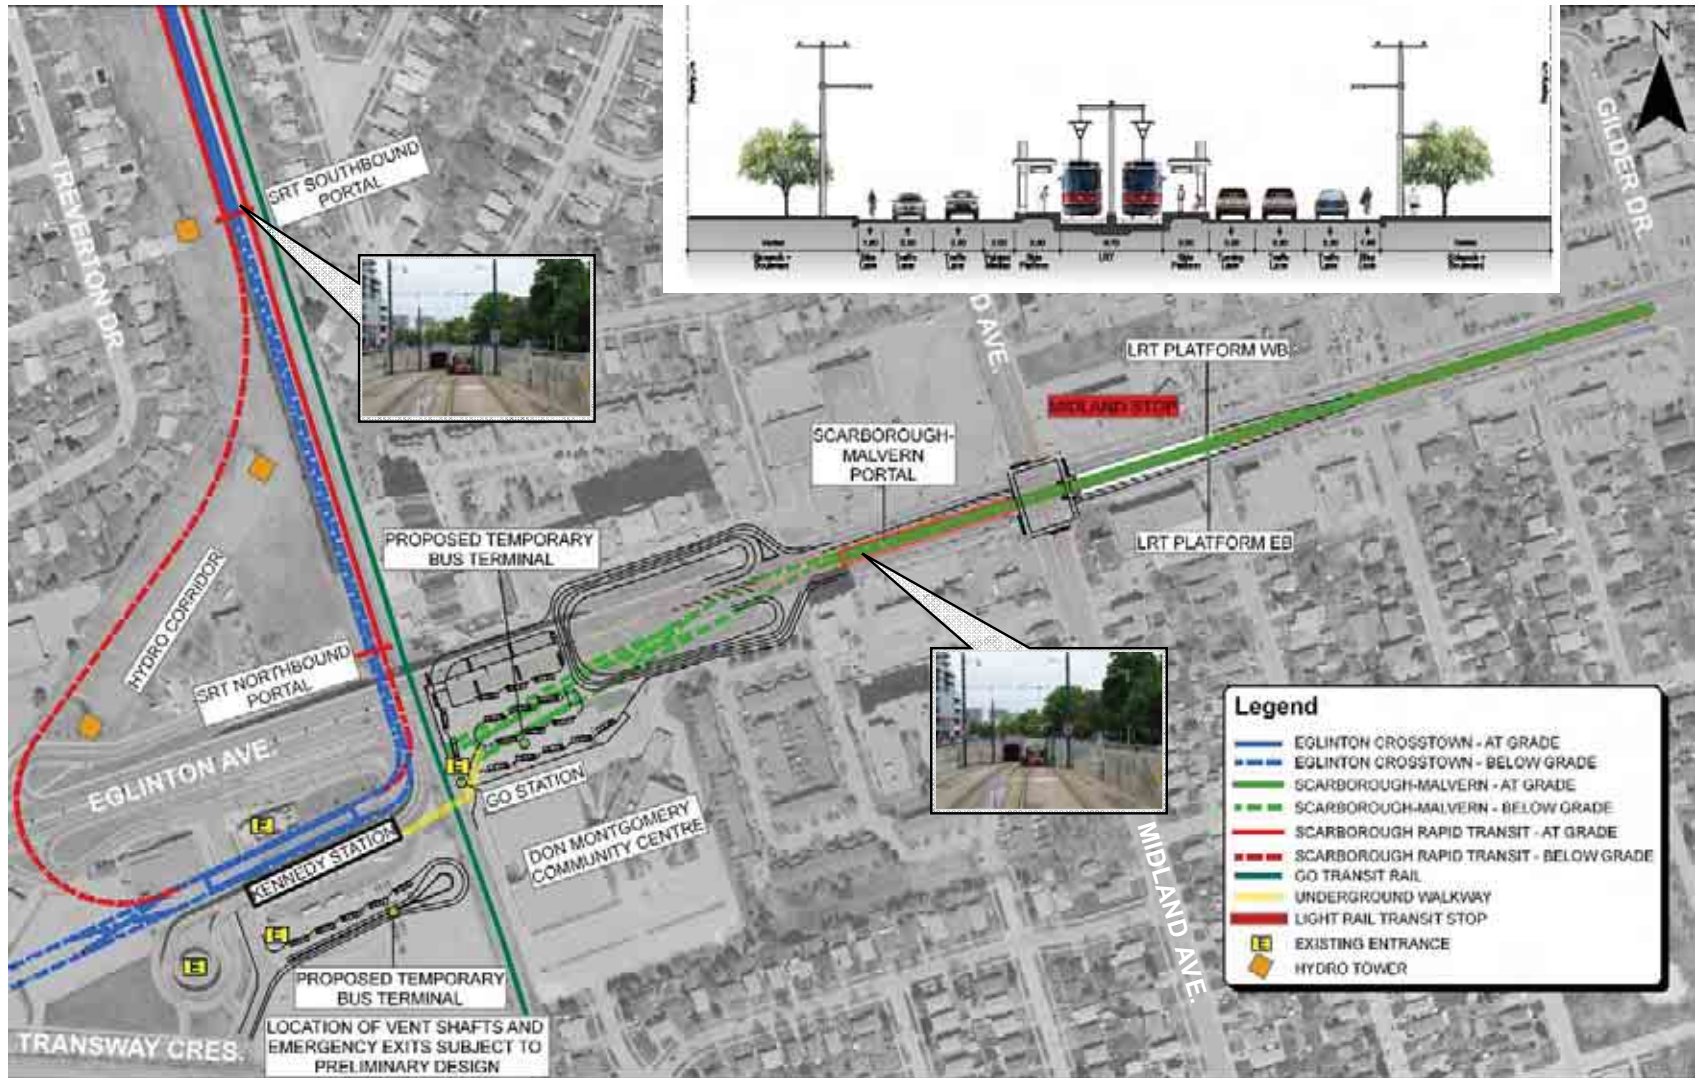 N
GILDER DR.
TREVERTON DR.
SRT SOUTHBOUND
PORTAL
D AVE.
LRT
LRT PLATFORM WB
MIDLAND STOP
SCARBOROUGH-
MALVERN
PORTAL
LRT PLATFORM EB
PROPOSED TEMPORARY
BUS TERMINAL
HYDRO CORRIDOR
SRT NORTHBOUND
PORTAL
EGLINTON AVE.
E
GO STATION
E
KENNEDY STATION
DON MONTGOMERY
COMMUNITY CENTRE
MIDLAND AVE.
E
E
PROPOSED TEMPORARY
BUS TERMINAL
LOCATION OF VENT SHAFTS AND
EMERGENCY EXITS SUBJECT TO
PRELIMINARY DESIGN
TRANSWAY CRES.
Legend
EGLINTON CROSSTOWN - AT GRADE
EGLINTON CROSSTOWN - BELOW GRADE
SCARBOROUGH-MALVERN - AT GRADE
SCARBOROUGH-MALVERN - BELOW GRADE
SCARBOROUGH RAPID TRANSIT - AT GRADE
SCARBOROUGH RAPID TRANSIT - BELOW GRADE
GO TRANSIT RAIL
UNDERGROUND WALKWAY
LIGHT RAIL TRANSIT STOP
E EXISTING ENTRANCE
HYDRO TOWER